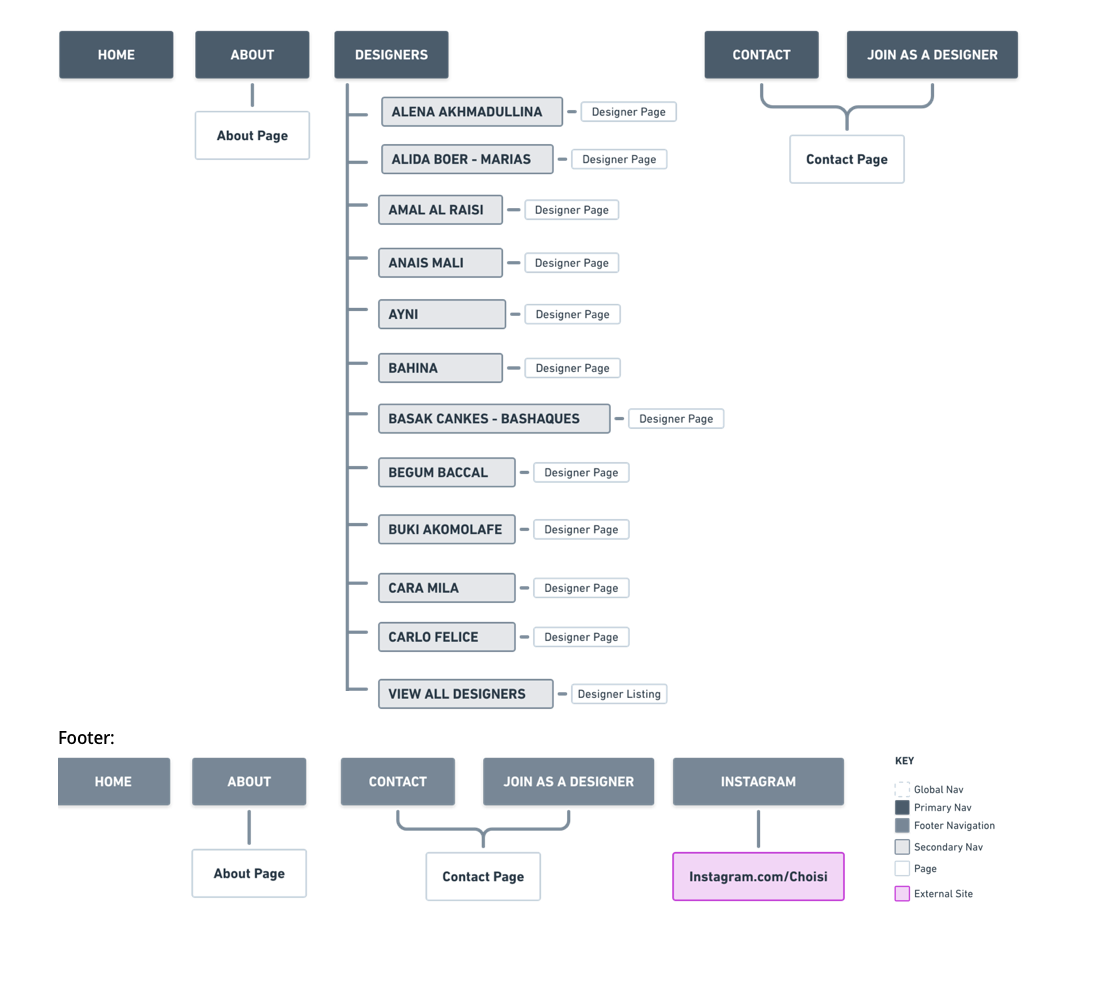 HOME
ABOUT
DESIGNERS
CONTACT
JOIN AS A DESIGNER
About Page
Contact Page
ALENA AKHMADULLINA
Designer Page
ALIDA BOER - MARIAS
Designer Page
AMAL AL RAISI
Designer Page
ANAIS MALI
Designer Page
AYNI
Designer Page
BAHINA
Designer Page
BASAK CANKES - BASHAQUES
Designer Page
BEGUM BACCAL
Designer Page
BUKI AKOMOLAFE
Designer Page
CARA MILA
Designer Page
CARLO FELICE
Designer Page
VIEW ALL DESIGNERS
Designer Listing
Footer:
HOME
ABOUT
CONTACT
JOIN AS A DESIGNER
INSTAGRAM
About Page
Contact Page
Instagram.com/Choisi
KEY
Global Nav
Primary Nav
Footer Navigation
Secondary Nav
Page
External Site